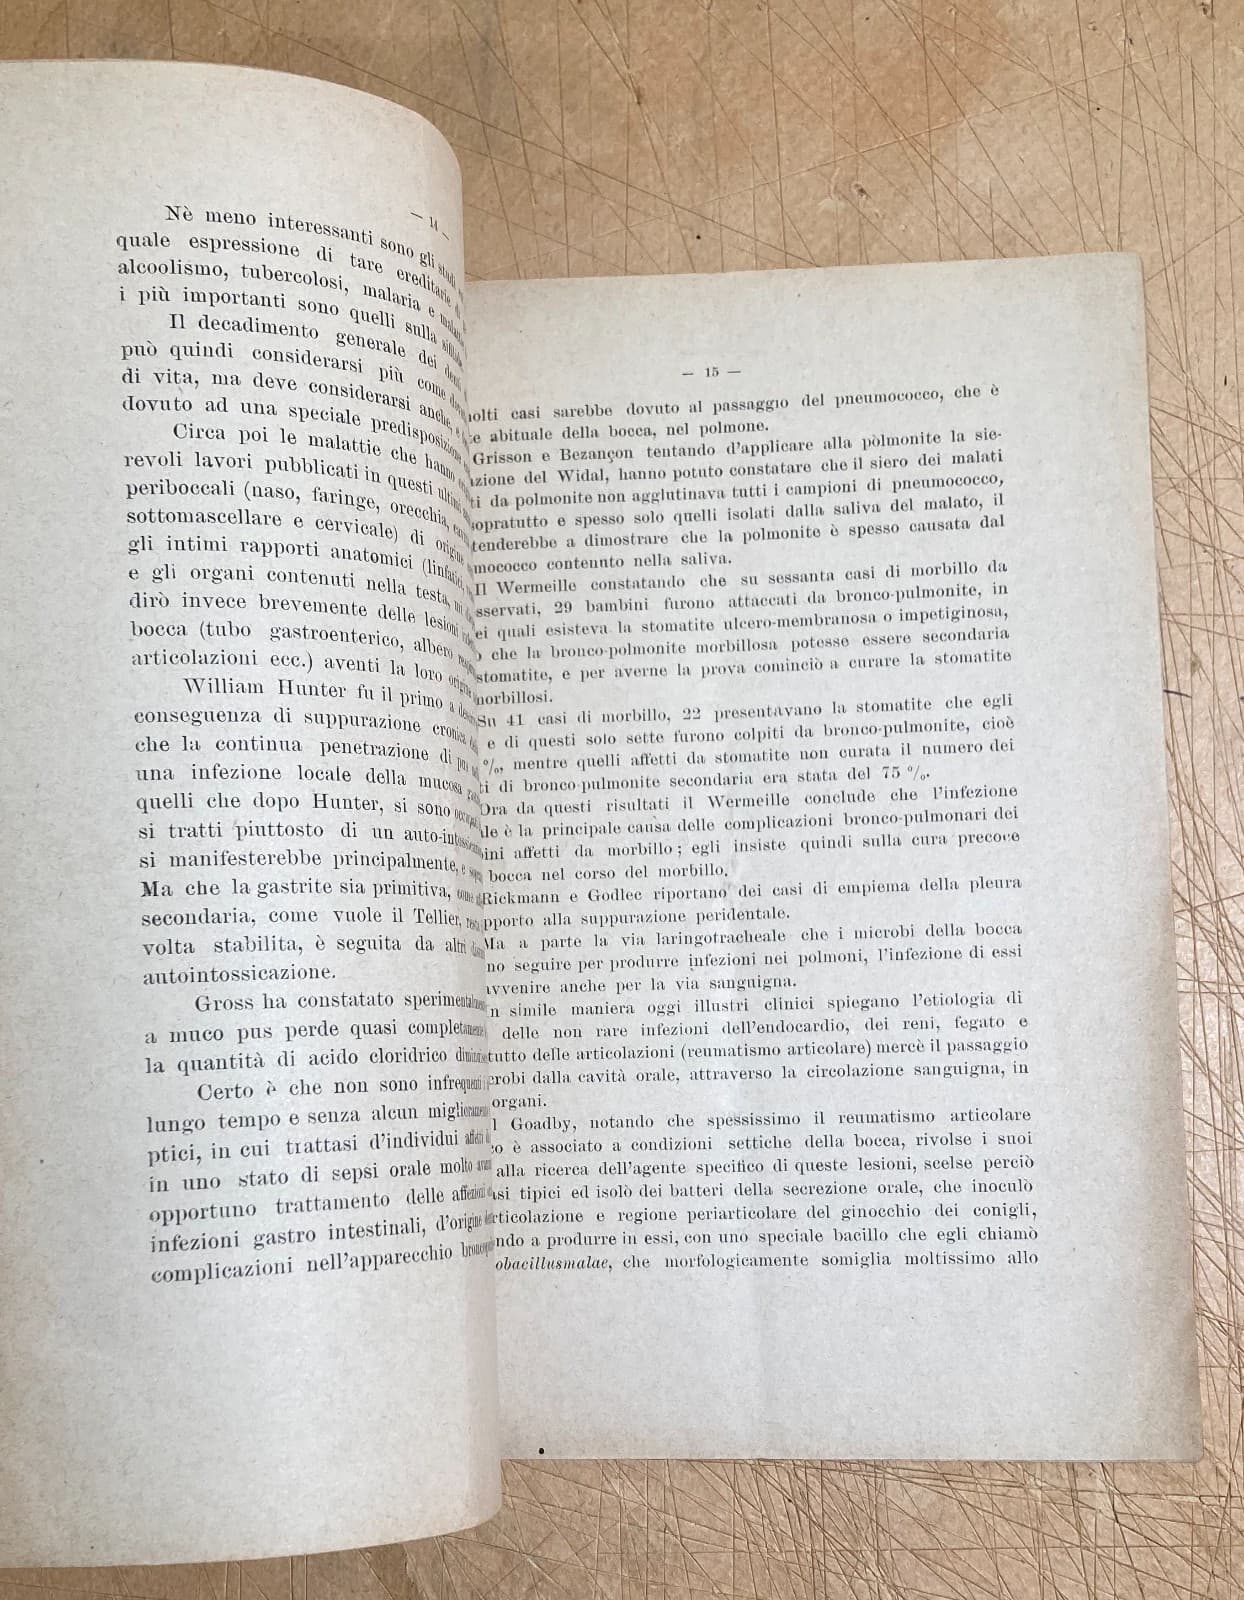 — 14 —
Nè meno interessanti sono gli studi
quale espressione di tare ereditarie
alcoolismo, tubercolosi, malaria e
i più importanti sono quelli sulla sifilide
Il decadimento generale dei denti
può quindi considerarsi più come
di vita, ma deve considerarsi anche, e
dovuto ad una speciale predisposizione
Circa poi le malattie che hanno
revoli lavori pubblicati in questi ultimi
periboccali (naso, faringe, orecchia,
sottomascellare e cervicale) di origine
gli intimi rapporti anatomici (linfatici,
e gli organi contenuti nella testa, mi
dirò invece brevemente delle lesioni
bocca (tubo gastroenterico, albero
articolazioni ecc.) aventi la loro origine
William Hunter fu il primo a
conseguenza di suppurazione cronica
che la continua penetrazione di pus
una infezione locale della mucosa
quelli che dopo Hunter, si sono
si tratti piuttosto di un
si manifesterebbe principalmente, e
Ma che la gastrite sia primitiva, come
secondaria, come vuole il Tellier,
volta stabilita, è seguita da altri
autointossicazione.
Gross ha constatato sperimentalmente
a muco pus perde quasi completamente
la quantità di acido cloridrico
Certo è che non sono infrequenti i
lungo tempo e senza alcun miglioramento
ptici, in cui trattasi d'individui affetti
in uno stato di sepsi orale molto
opportuno trattamento delle affezioni
infezioni gastro intestinali, d'origine
complicazioni nell'apparecchio
— 15 —
olti casi sarebbe dovuto al passaggio del pneumococco, che è
te abituale della bocca, nel polmone.
Grisson e Bezançon tentando d'applicare alla pòlmonite la sie-
zione del Widal, hanno potuto constatare che il siero dei malati
ti da polmonite non agglutinava tutti i campioni di pneumococco,
sopratutto e spesso solo quelli isolati dalla saliva del malato, il
tenderebbe a dimostrare che la polmonite è spesso causata dal
mococco contenuto nella saliva.
Il Wermeille constatando che su sessanta casi di morbillo da
sservati, 29 bambini furono attaccati da bronco-pulmonite, in
ei quali esisteva la stomatite ulcero-membranosa o impetiginosa,
ò che la bronco-polmonite morbillosa potesse essere secondaria
stomatite, e per averne la prova cominciò a curare la stomatite
morbillosi.
Su 41 casi di morbillo, 22 presentavano la stomatite che egli
e di questi solo sette furono colpiti da bronco-pulmonite, cioè
%, mentre quelli affetti da stomatite non curata il numero dei
ti di bronco-pulmonite secondaria era stata del 75 %.
Ora da questi risultati il Wermeille conclude che l'infezione
le è la principale causa delle complicazioni bronco-pulmonari dei
ini affetti da morbillo; egli insiste quindi sulla cura precoce
bocca nel corso del morbillo.
Rickmann e Godlec riportano dei casi di empiema della pleura
pporto alla suppurazione peridentale.
Ma a parte la via laringotracheale che i microbi della bocca
no seguire per produrre infezioni nei polmoni, l'infezione di essi
avvenire anche per la via sanguigna.
n simile maniera oggi illustri clinici spiegano l'etiologia di
delle non rare infezioni dell'endocardio, dei reni, fegato e
tutto delle articolazioni (reumatismo articolare) mercè il passaggio
erobi dalla cavità orale, attraverso la circolazione sanguigna, in
organi.
l Goadby, notando che spessissimo il reumatismo articolare
co è associato a condizioni settiche della bocca, rivolse i suoi
alla ricerca dell'agente specifico di queste lesioni, scelse perciò
asi tipici ed isolò dei batteri della secrezione orale, che inoculò
rticolazione e regione periarticolare del ginocchio dei conigli,
ndo a produrre in essi, con uno speciale bacillo che egli chiamò
obacillusmalae, che morfologicamente somiglia moltissimo allo